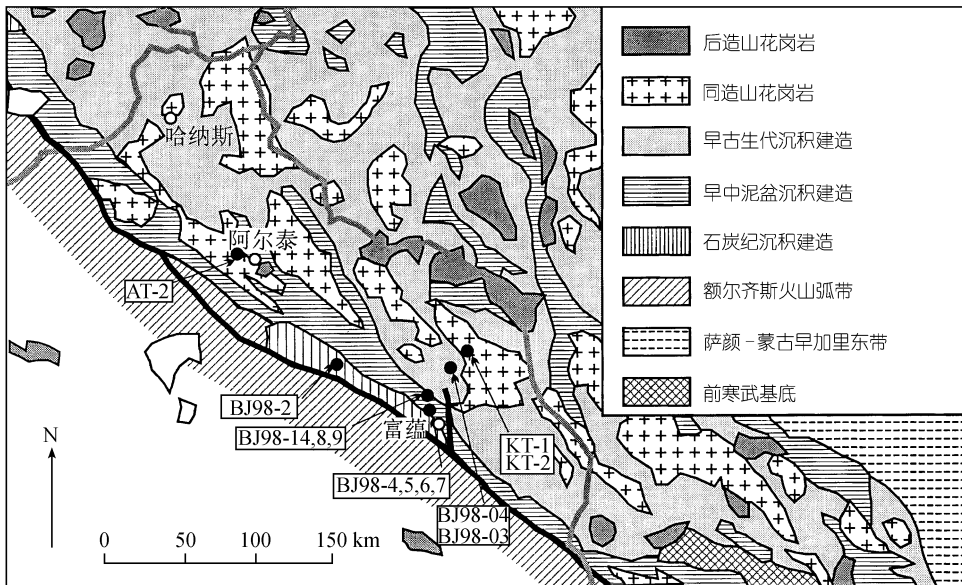 后造山花岗岩
同造山花岗岩
早古生代沉积建造
早中泥盆沉积建造
石炭纪沉积建造
额尔齐斯火山弧带
萨颜-蒙古早加里东带
前寒武基底
哈纳斯
阿尔泰
AT-2
BJ98-2
BJ98-14,8,9
富蕴
KT-1
KT-2
BJ98-4,5,6,7
BJ98-04
BJ98-03
N
0 50 100 150 km